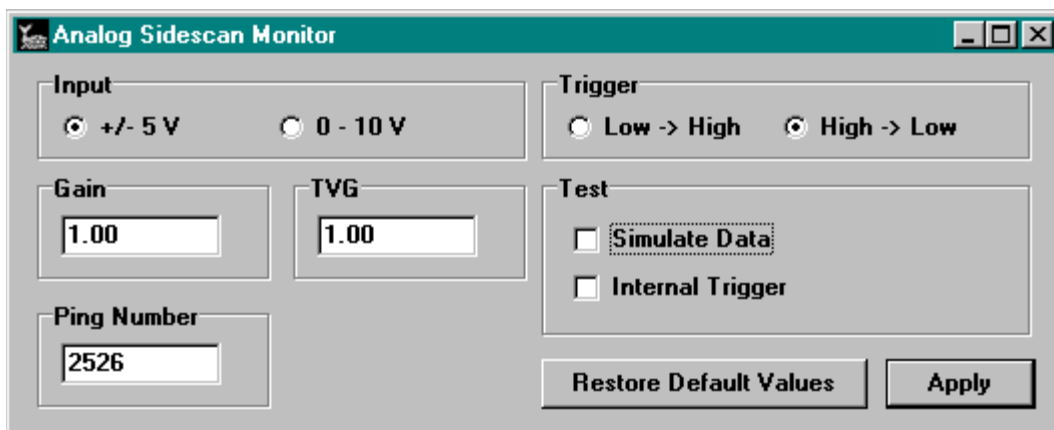 Analog Sidescan Monitor
Input
+/- 5 V
0 - 10 V
Trigger
Low -> High
High -> Low
Gain
1.00
TVG
1.00
Test
Simulate Data
Internal Trigger
Ping Number
2526
Restore Default Values
Apply